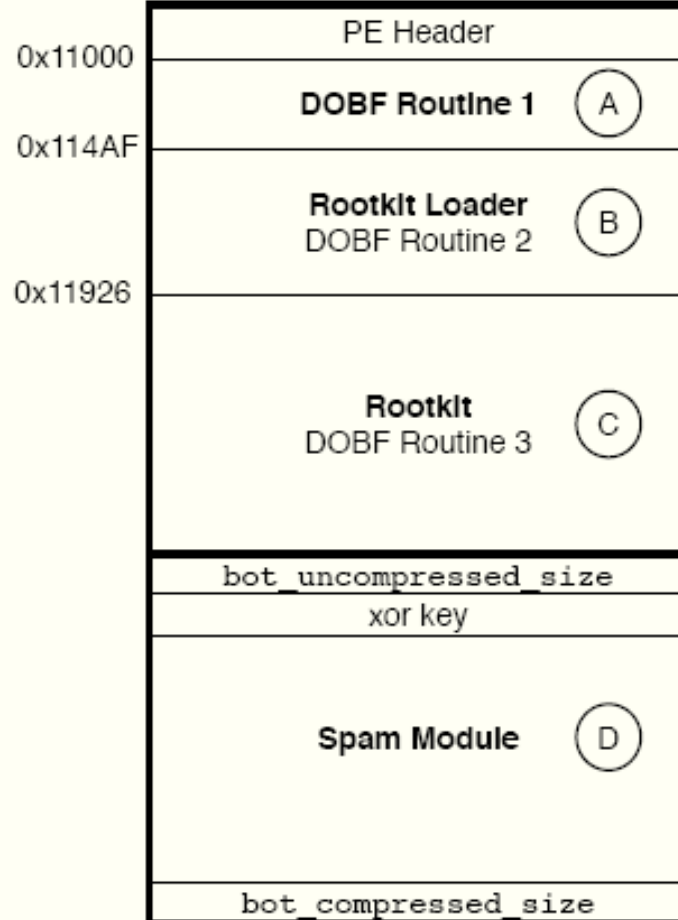 PE Header
0x11000
DOBF Routine 1 A
0x114AF
Rootkit Loader
DOBF Routine 2 B
0x11926
Rootkit
DOBF Routine 3 C
bot_uncompressed_size
xor key
Spam Module D
bot_compressed_size